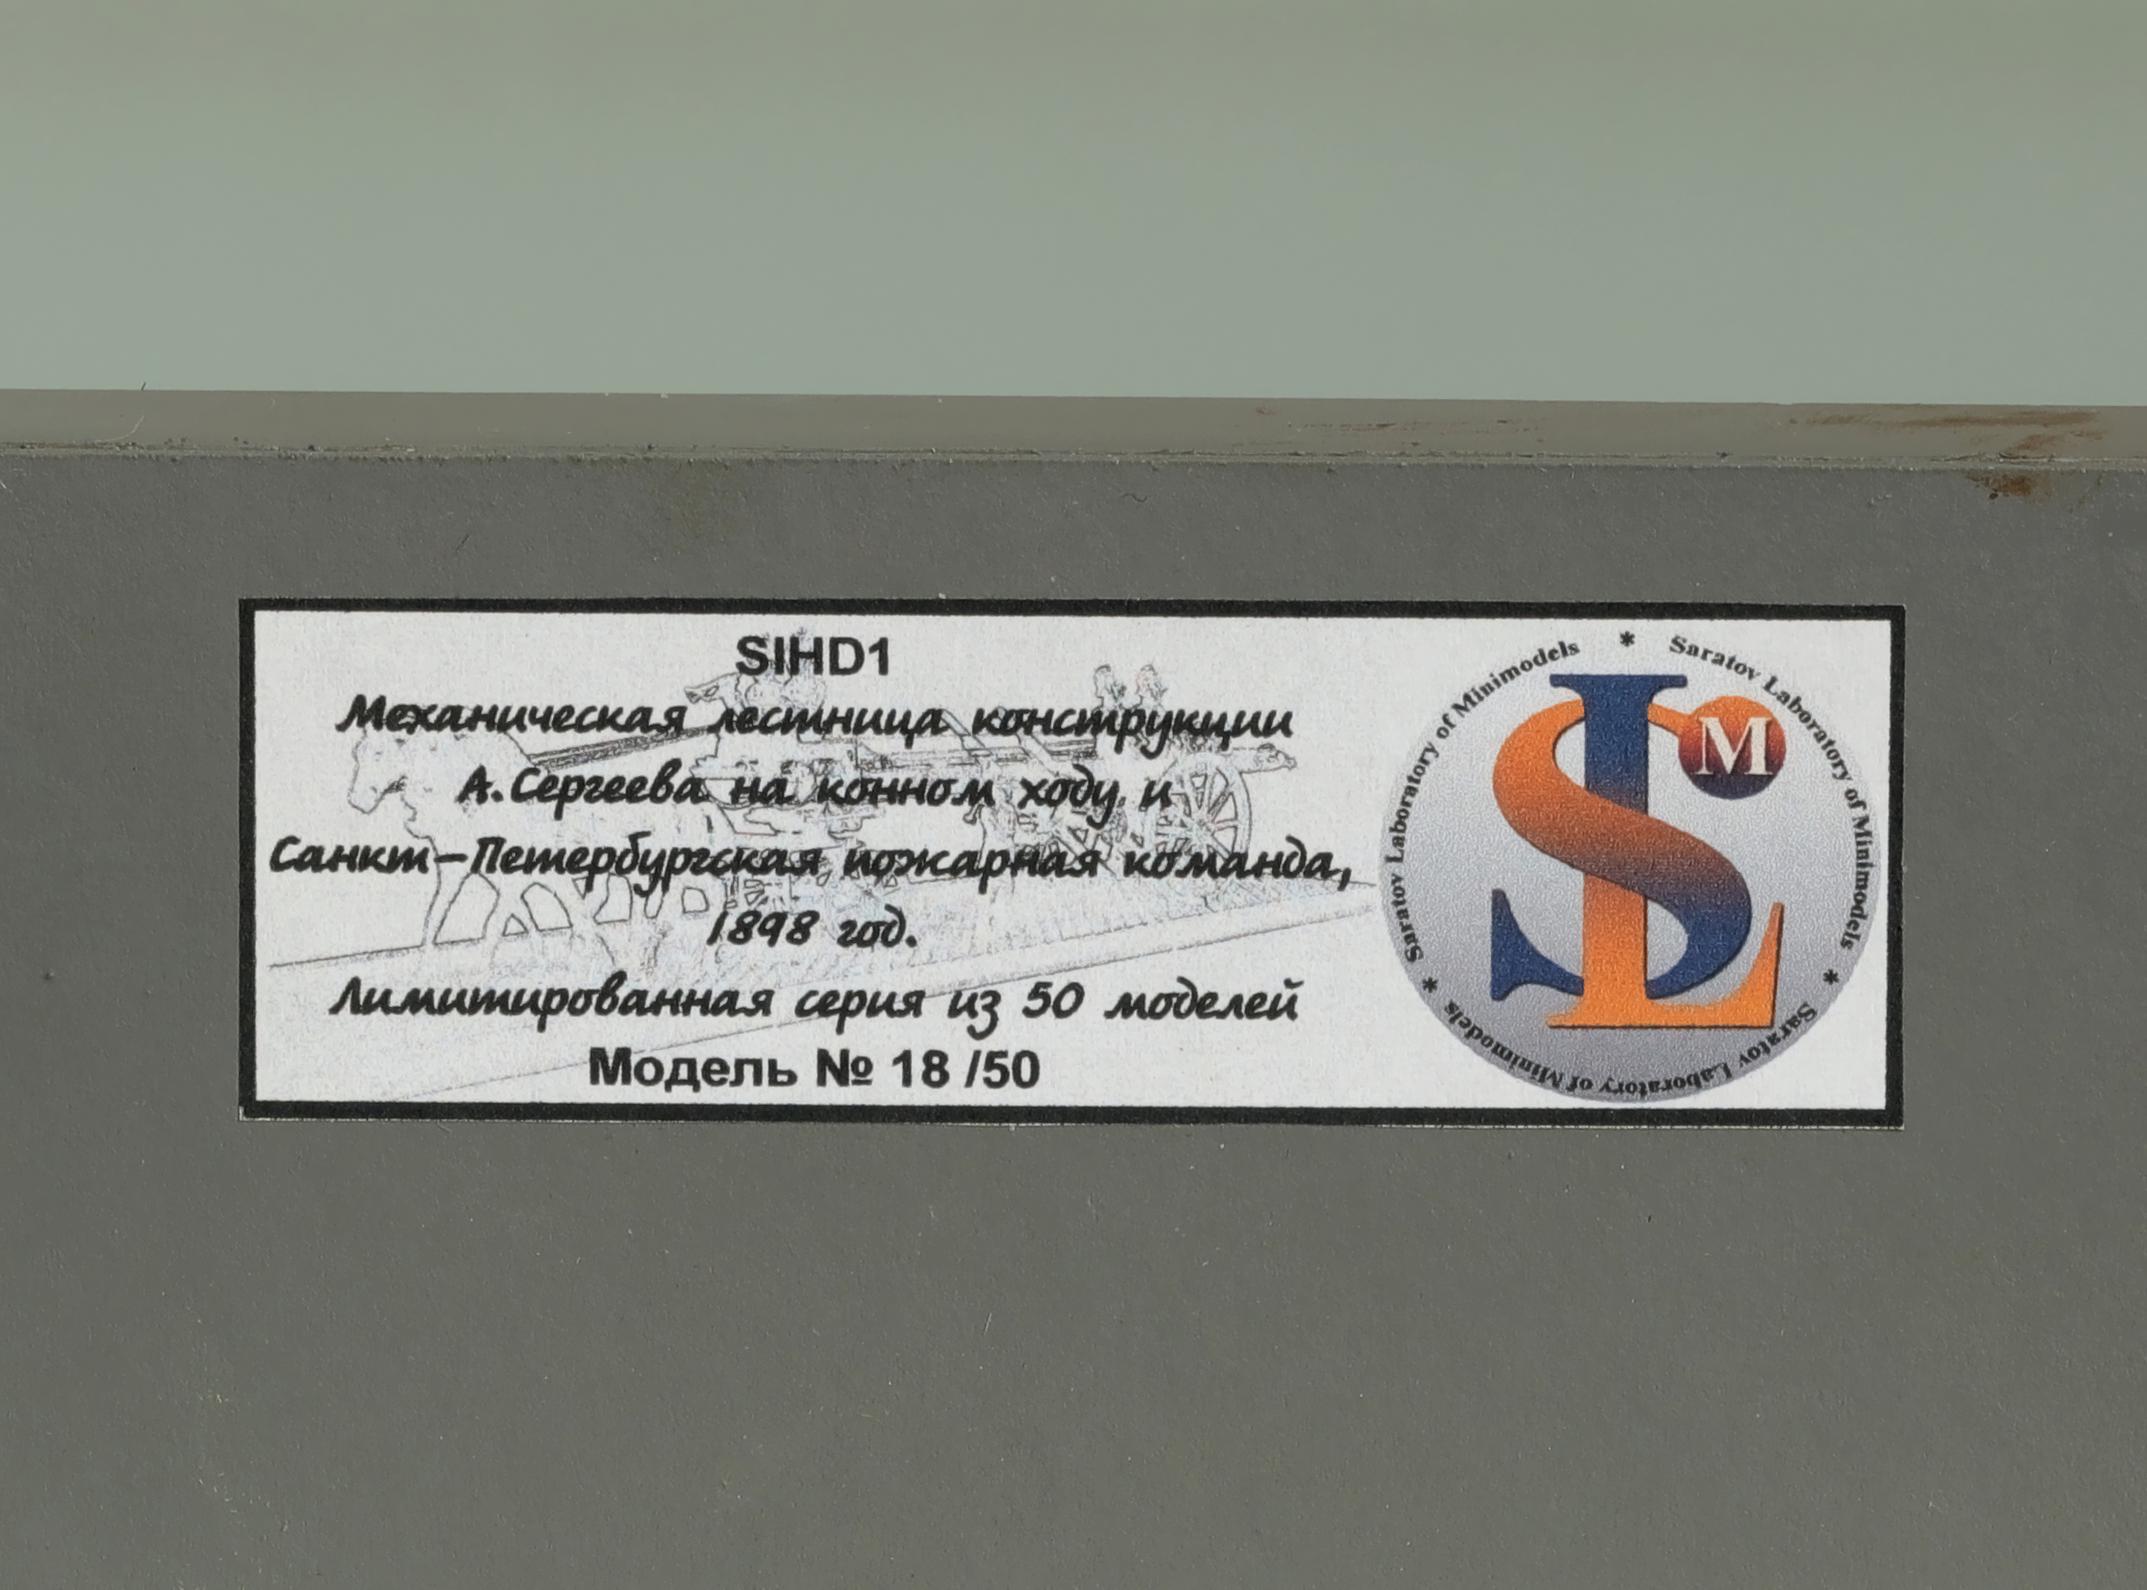 SIHD1
Механическая лестница конструкции
А.Сергеева на конном ходу и
Санкт-Петербургская пожарная команда,
1898 год.
Лимитированная серия из 50 моделей
Модель № 18 /50
SLM
* Saratov Laboratory of Minimodels * Saratov Laboratory of Minimodels * Saratov Laboratory of Minimodels